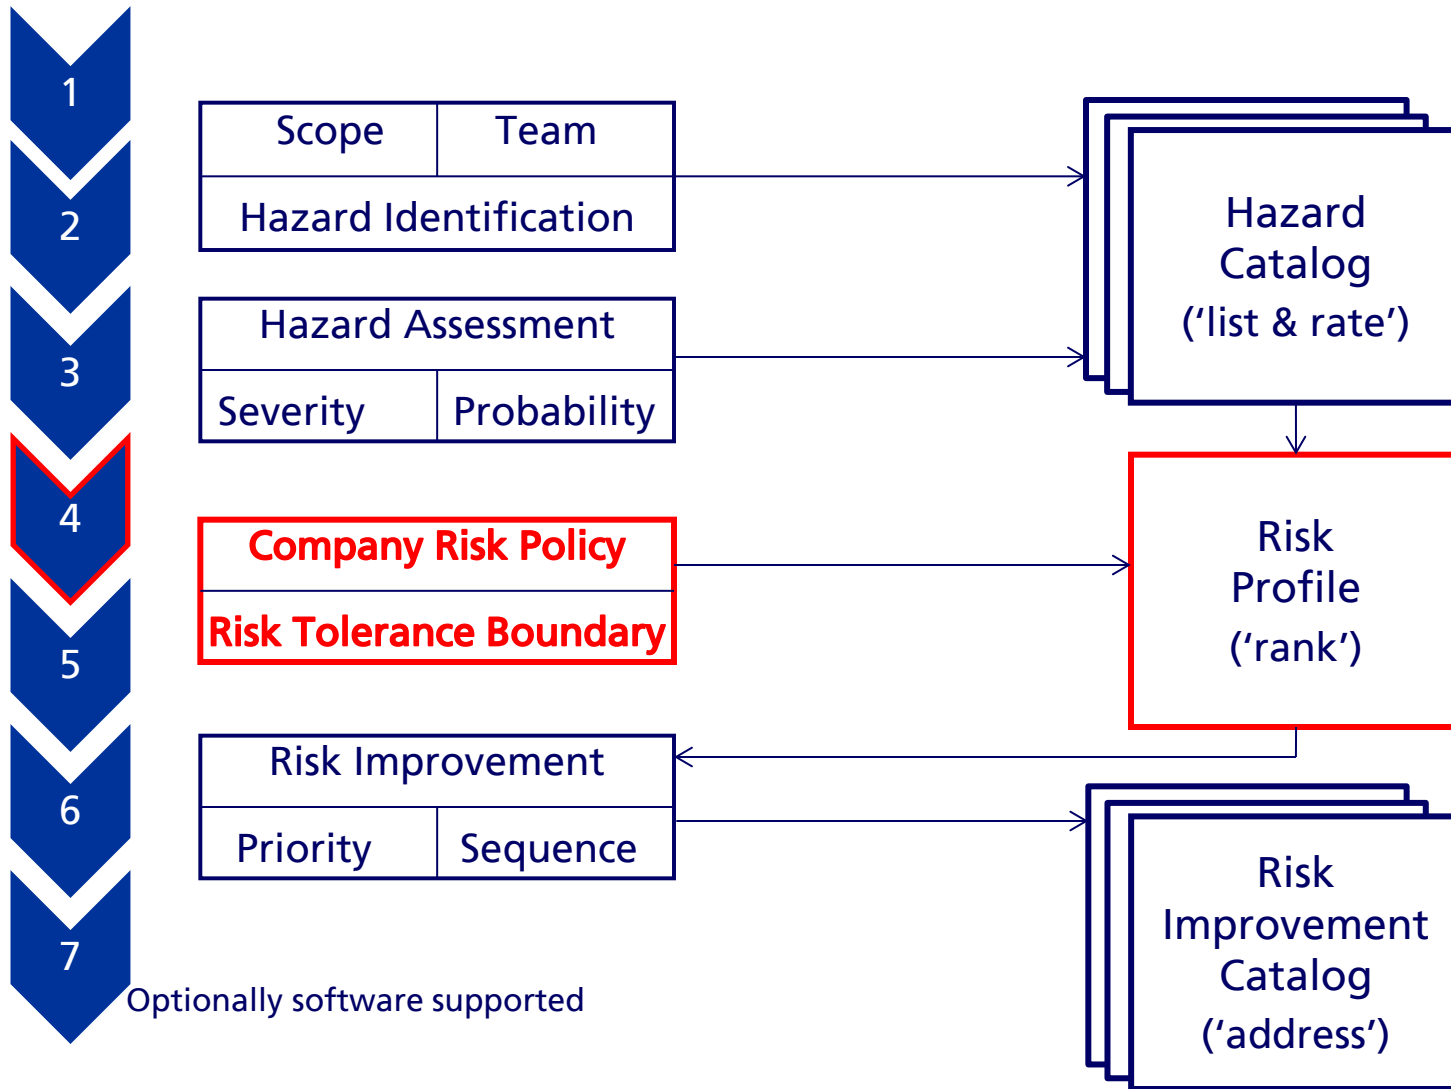 1
2
3
4
5
6
7
Scope
Team
Hazard Identification
Hazard Assessment
Severity
Probability
Company Risk Policy
Risk Tolerance Boundary
Risk Improvement
Priority
Sequence
Optionally software supported
Hazard
Catalog
(‘list & rate’)
Risk
Profile
(‘rank’)
Risk
Improvement
Catalog
(‘address’)